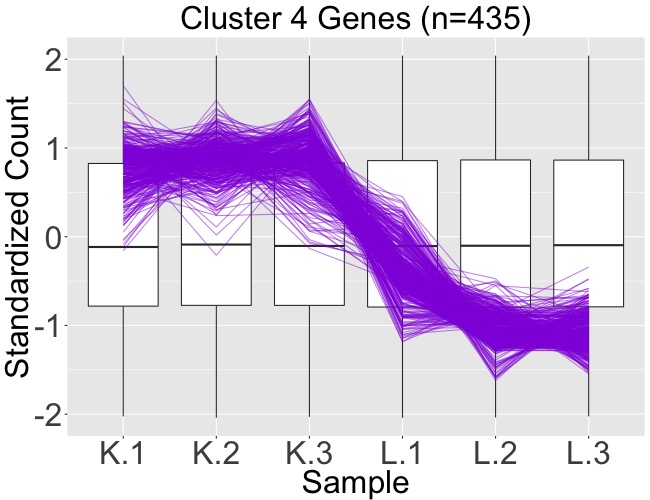 Cluster 4 Genes (n=435)
Standardized Count
2
1
0
-1
-2
K.1 K.2 K.3 L.1 L.2 L.3
Sample